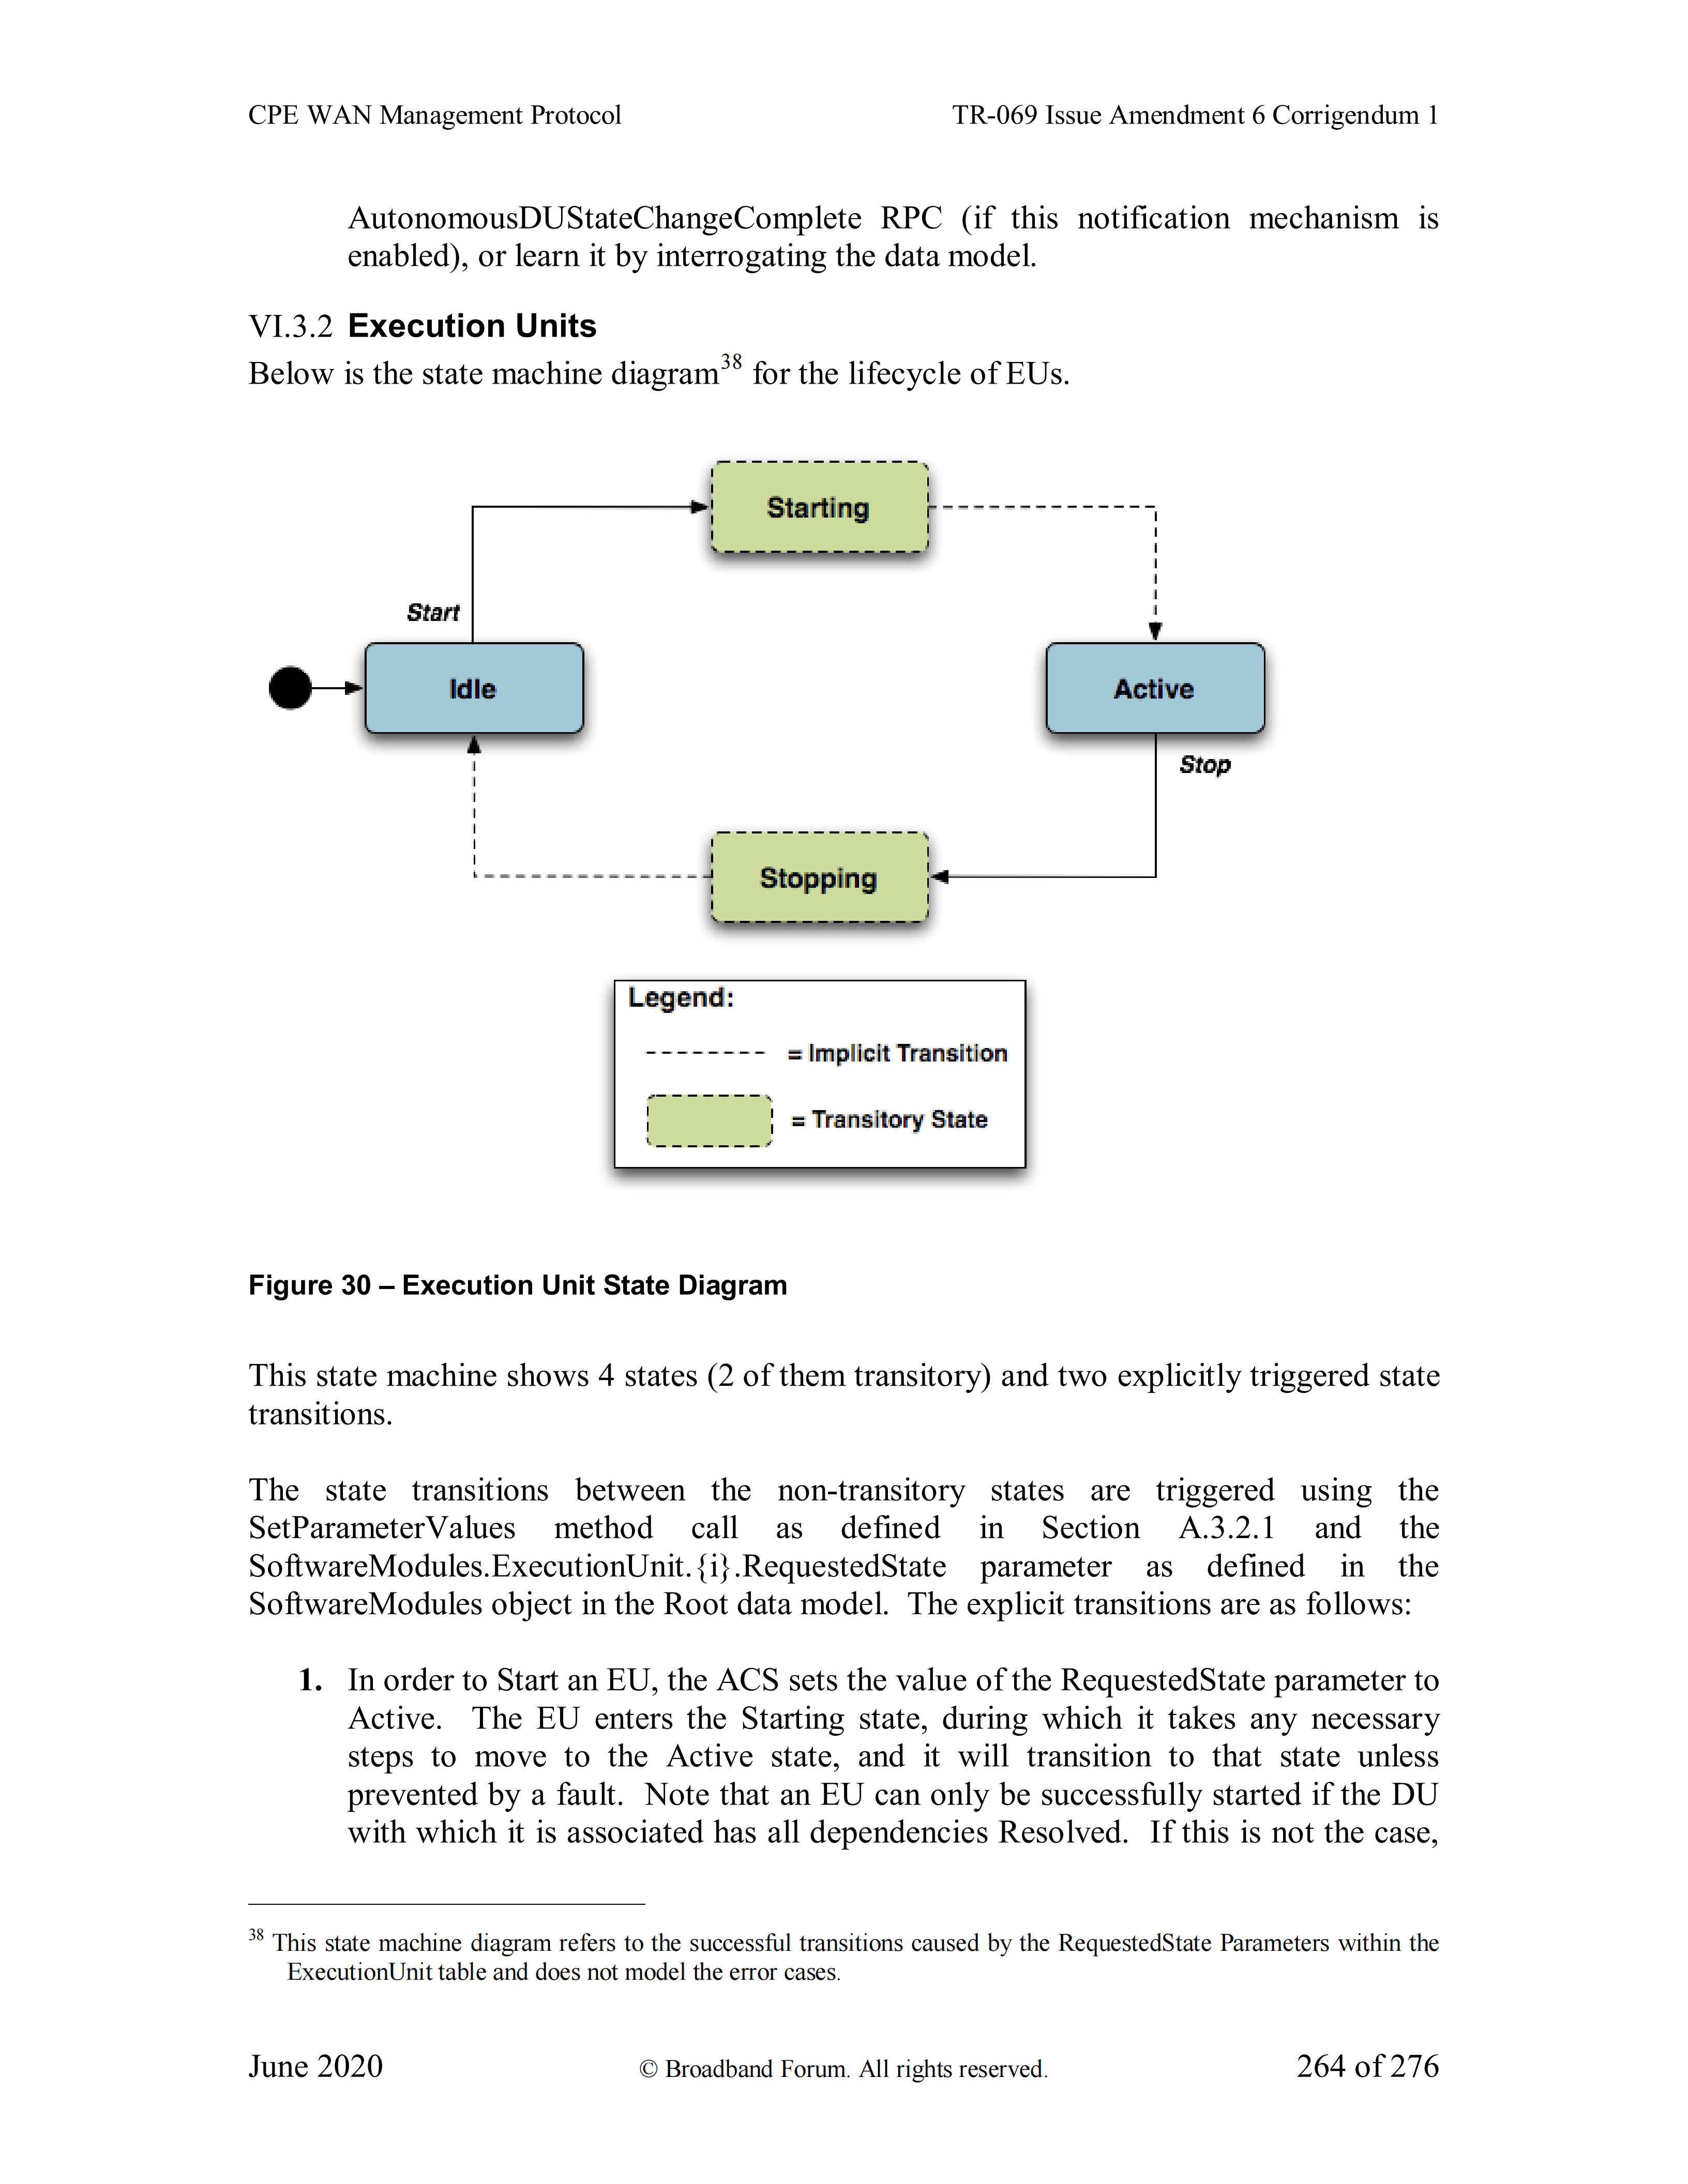 CPE WAN Management Protocol TR-069 Issue Amendment 6 Corrigendum 1
AutonomousDUStateChangeComplete RPC (if this notification mechanism is
enabled), or learn it by interrogating the data model.
VI.3.2 Execution Units
Below is the state machine diagram38 for the lifecycle of EUs.
Starting
Start
Idle
Active
Stop
Stopping
Legend:
= Implicit Transition
= Transitory State
Figure 30 – Execution Unit State Diagram
This state machine shows 4 states (2 of them transitory) and two explicitly triggered state
transitions.
The state transitions between the non-transitory states are triggered using the
SetParameterValues method call as defined in Section A.3.2.1 and the
SoftwareModules.ExecutionUnit.{i}.RequestedState parameter as defined in the
SoftwareModules object in the Root data model. The explicit transitions are as follows:
1. In order to Start an EU, the ACS sets the value of the RequestedState parameter to
Active. The EU enters the Starting state, during which it takes any necessary
steps to move to the Active state, and it will transition to that state unless
prevented by a fault. Note that an EU can only be successfully started if the DU
with which it is associated has all dependencies Resolved. If this is not the case,
38 This state machine diagram refers to the successful transitions caused by the RequestedState Parameters within the
ExecutionUnit table and does not model the error cases.
June 2020 © Broadband Forum. All rights reserved. 264 of 276